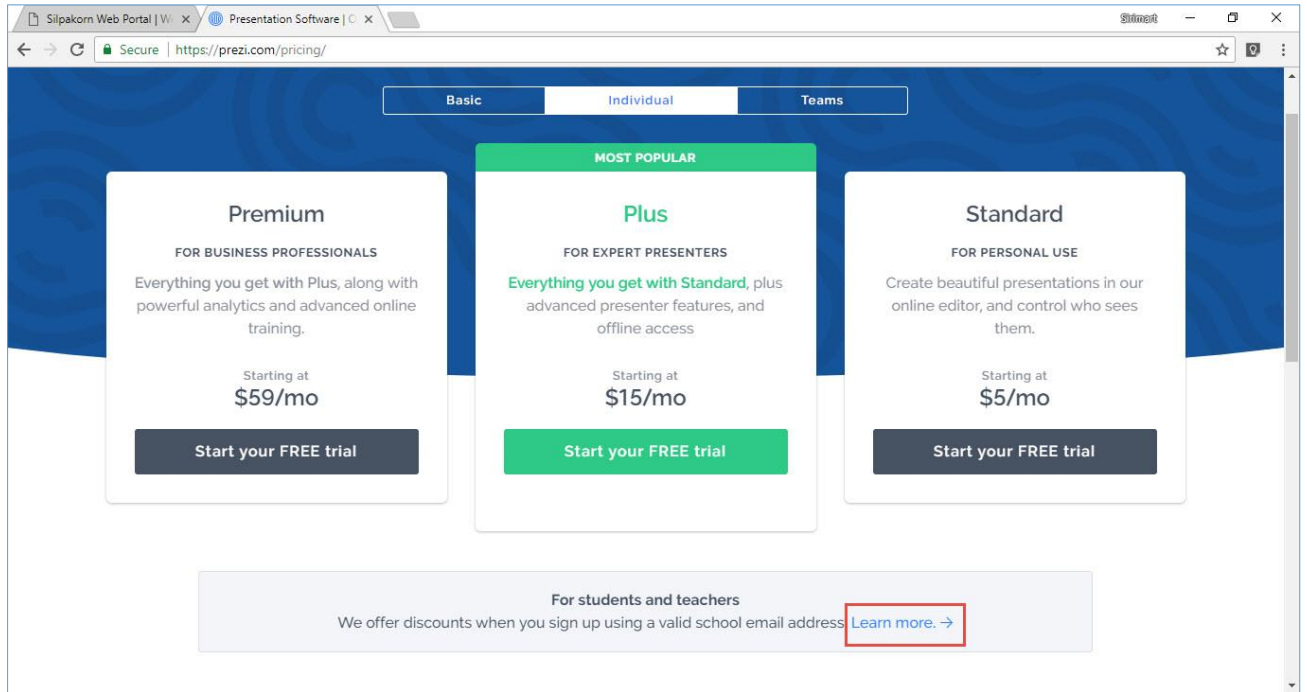 Silpakorn Web Portal | W
Presentation Software | O
Sirimart
Secure | https://prezi.com/pricing/
Basic
Individual
Teams
MOST POPULAR
Premium
FOR BUSINESS PROFESSIONALS
Everything you get with Plus, along with
powerful analytics and advanced online
training.
Starting at
$59/mo
Start your FREE trial
Plus
FOR EXPERT PRESENTERS
Everything you get with Standard, plus
advanced presenter features, and
offline access
Starting at
$15/mo
Start your FREE trial
Standard
FOR PERSONAL USE
Create beautiful presentations in our
online editor, and control who sees
them.
Starting at
$5/mo
Start your FREE trial
For students and teachers
We offer discounts when you sign up using a valid school email address Learn more. →